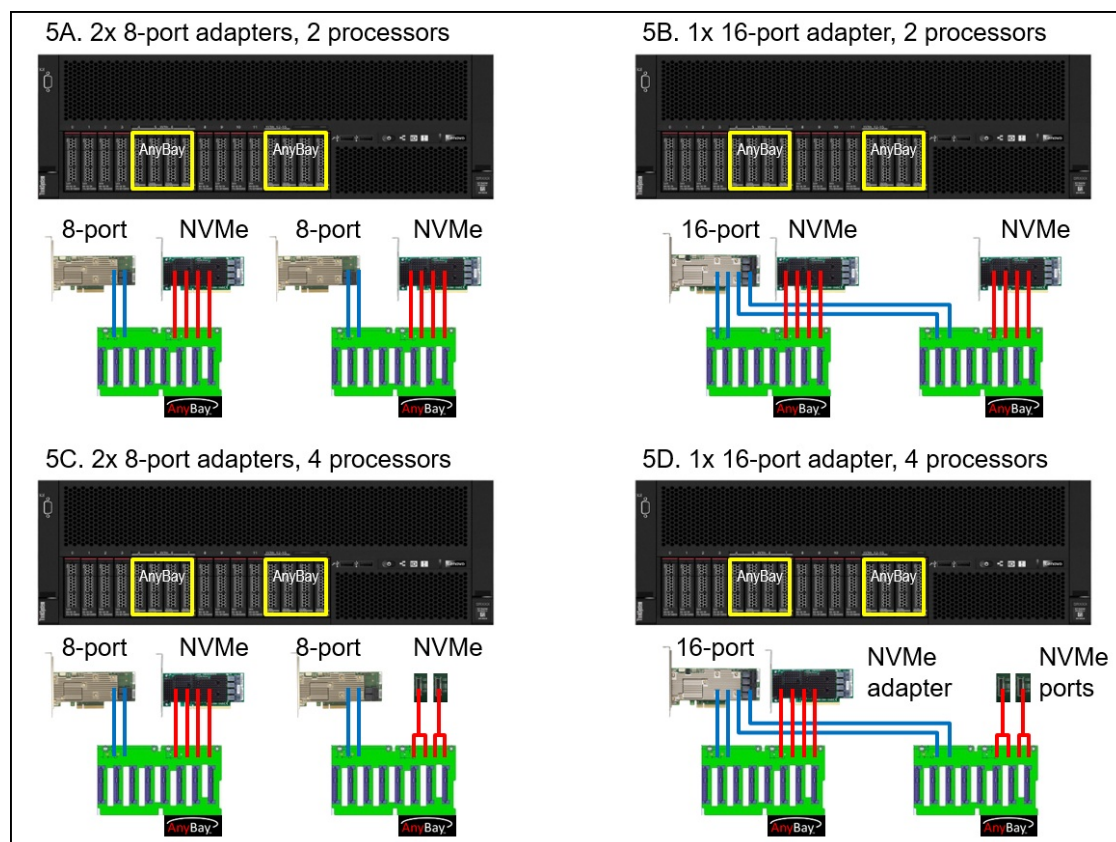 5A. 2x 8-port adapters, 2 processors
AnyBay
AnyBay
8-port
NVMe
8-port
NVMe
AnyBay
AnyBay
5B. 1x 16-port adapter, 2 processors
AnyBay
AnyBay
16-port
NVMe
NVMe
AnyBay
AnyBay
5C. 2x 8-port adapters, 4 processors
AnyBay
AnyBay
8-port
NVMe
8-port
NVMe
AnyBay
AnyBay
5D. 1x 16-port adapter, 4 processors
AnyBay
AnyBay
16-port
NVMe
adapter
NVMe
ports
AnyBay
AnyBay